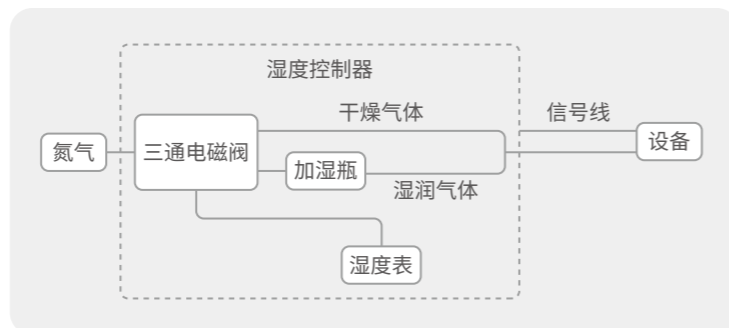 湿度控制器
干燥气体
信号线
氮气
三通电磁阀
设备
加湿瓶
湿润气体
湿度表